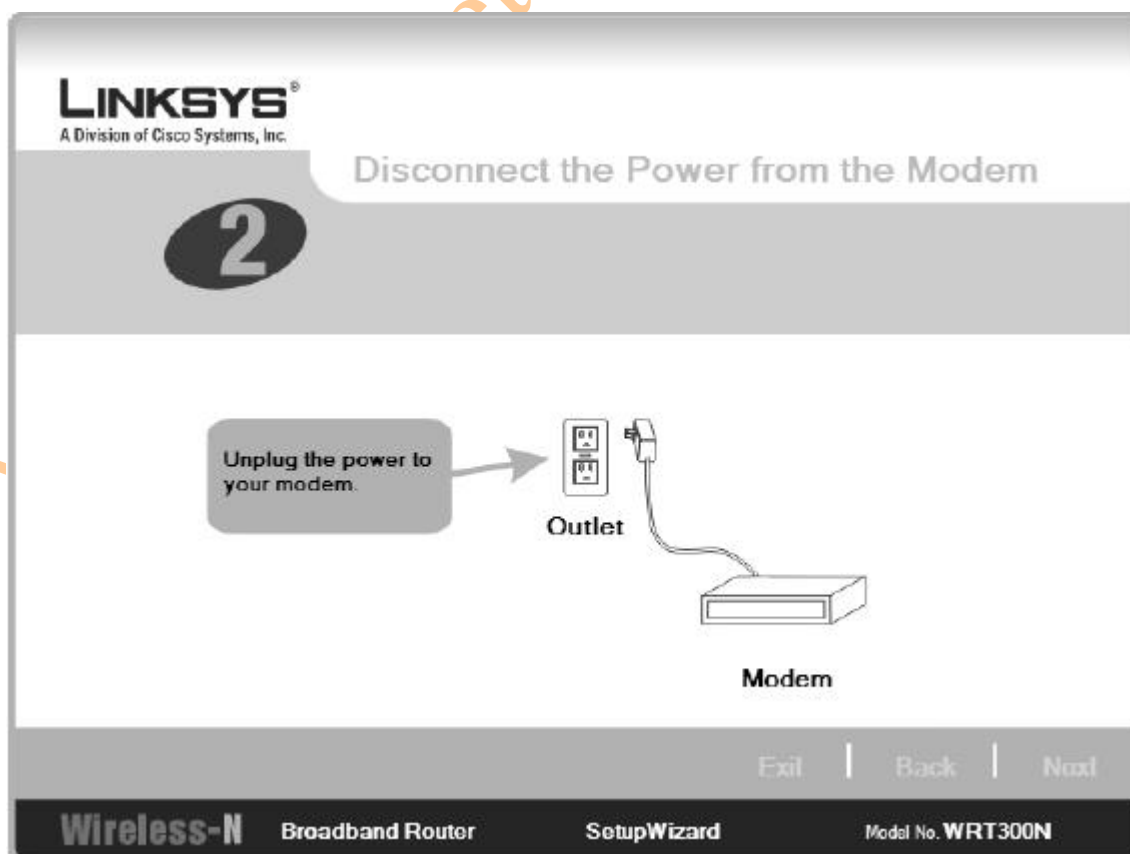 LINKSYS®
A Division of Cisco Systems, Inc.
Disconnect the Power from the Modem
2
Unplug the power to
your modem.
Outlet
Modem
Exit | Back | Next
Wireless-N Broadband Router SetupWizard Model No. WRT300N